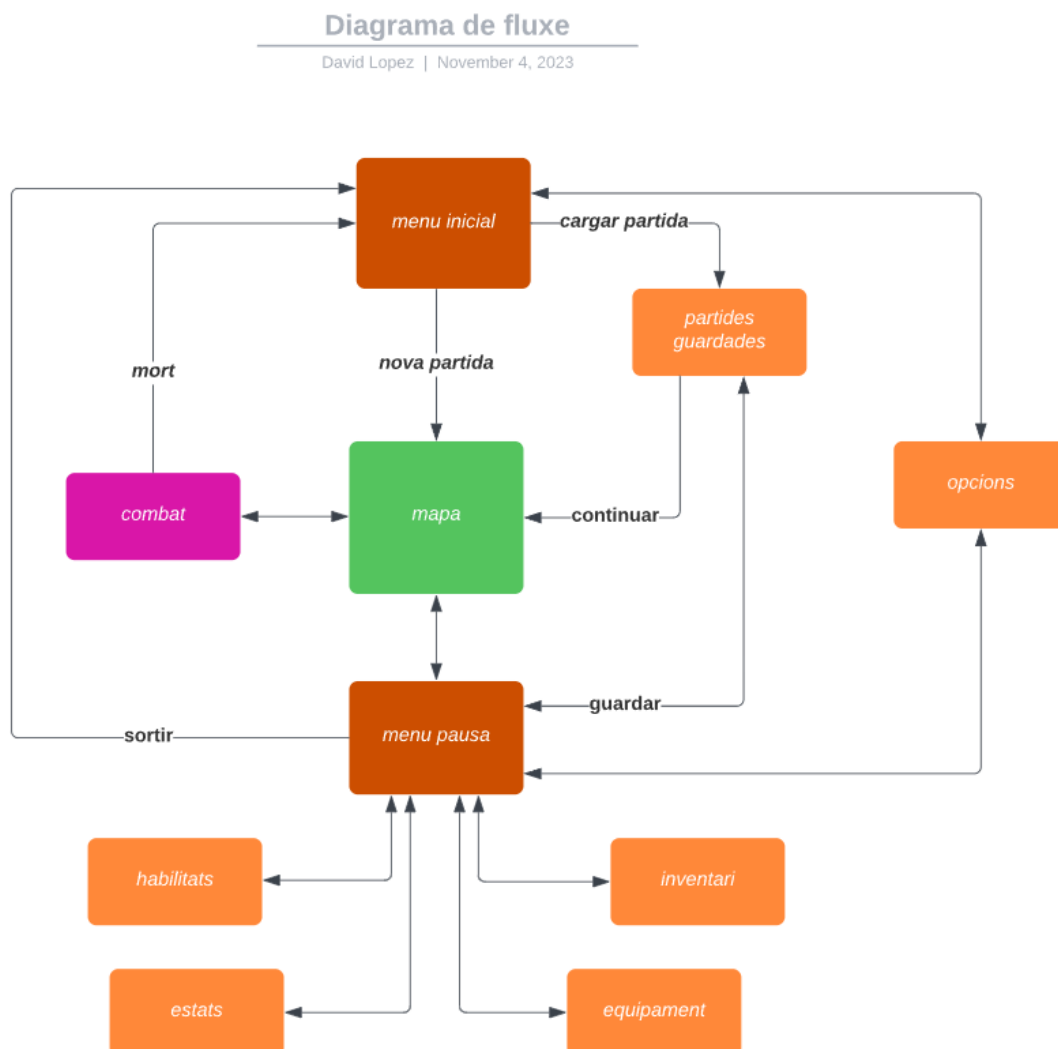 Diagrama de fluxe
David Lopez | November 4, 2023
menu inicial
cargar partida
partides
guardades
nova partida
mort
opcions
combat
mapa
continuar
guardar
menu pausa
sortir
habilitats
inventari
estats
equipament